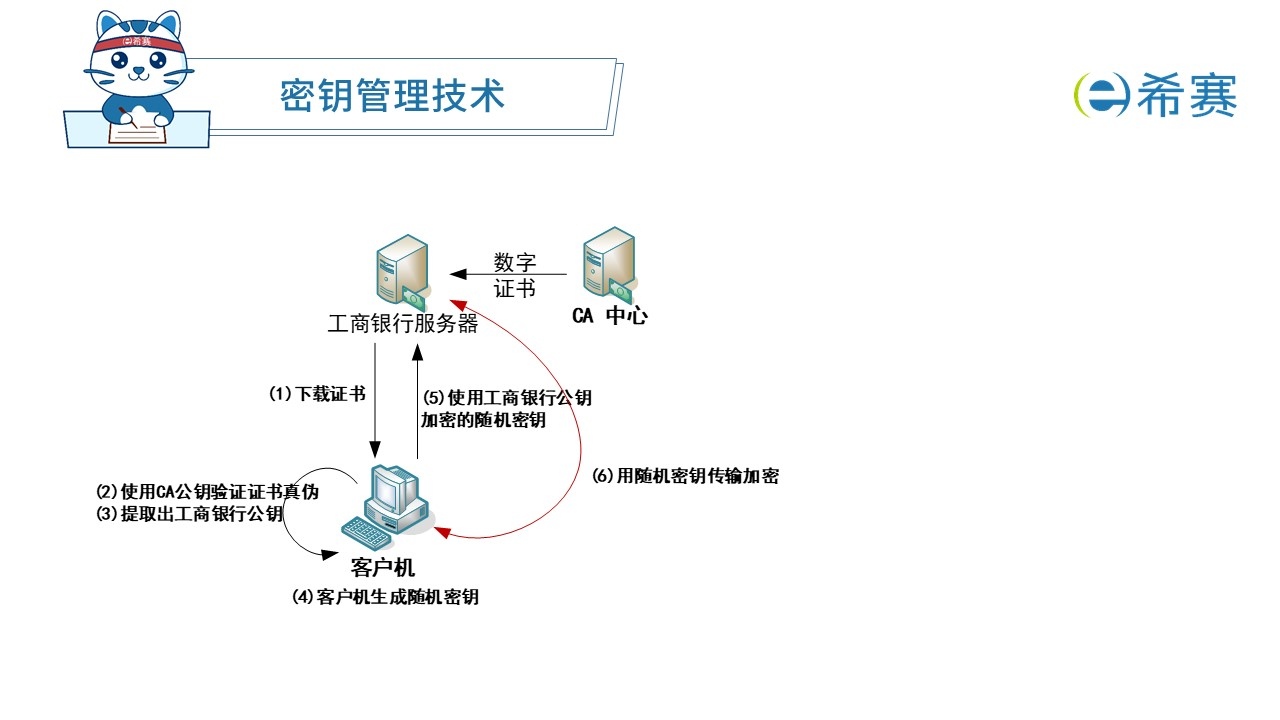 希赛
密钥管理技术
希赛
数字
证书
工商银行服务器
CA 中心
(1)下载证书
(5)使用工商银行公钥
加密的随机密钥
(6)用随机密钥传输加密
(2)使用CA公钥验证证书真伪
(3)提取出工商银行公钥
客户机
(4)客户机生成随机密钥